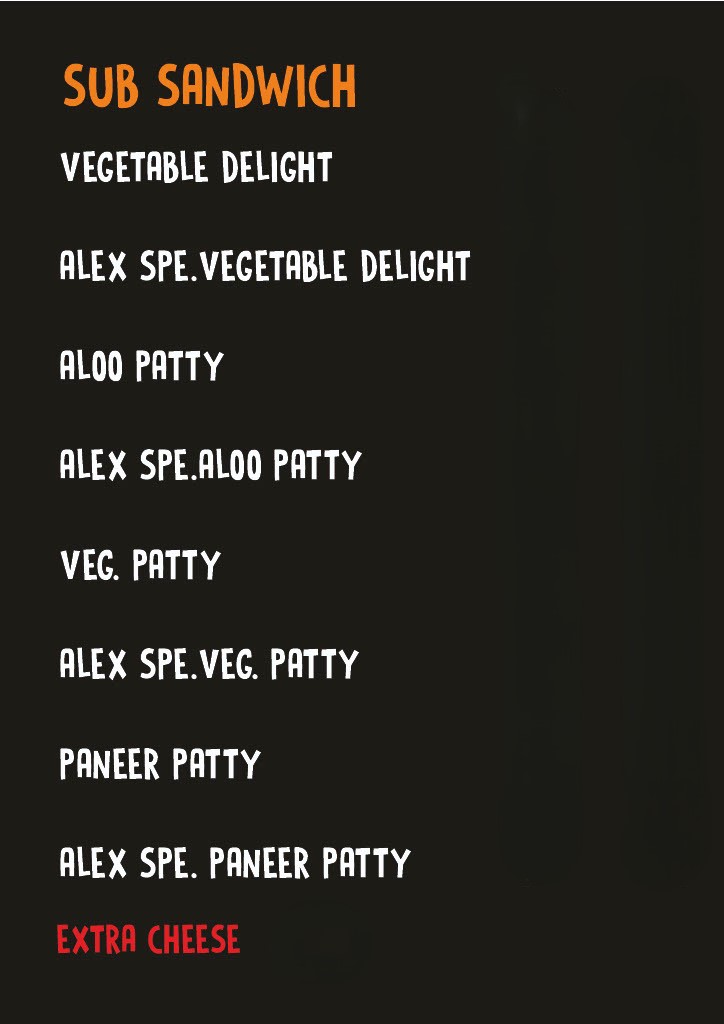 SUB SANDWICH
VEGETABLE DELIGHT
ALEX SPE.VEGETABLE DELIGHT
ALOO PATTY
ALEX SPE.ALOO PATTY
VEG. PATTY
ALEX SPE.VEG. PATTY
PANEER PATTY
ALEX SPE. PANEER PATTY
EXTRA CHEESE